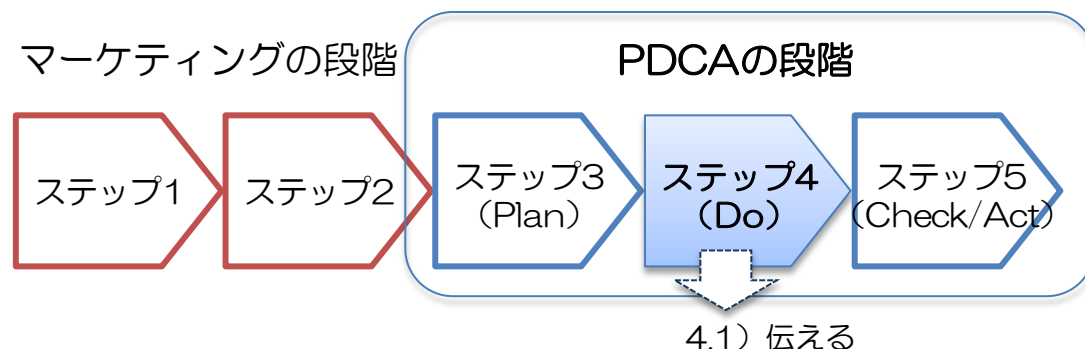 マーケティングの段階
PDCAの段階
ステップ1
ステップ2
ステップ3
（Plan）
ステップ4
（Do）
ステップ5
（Check/Act）
4.1）伝える